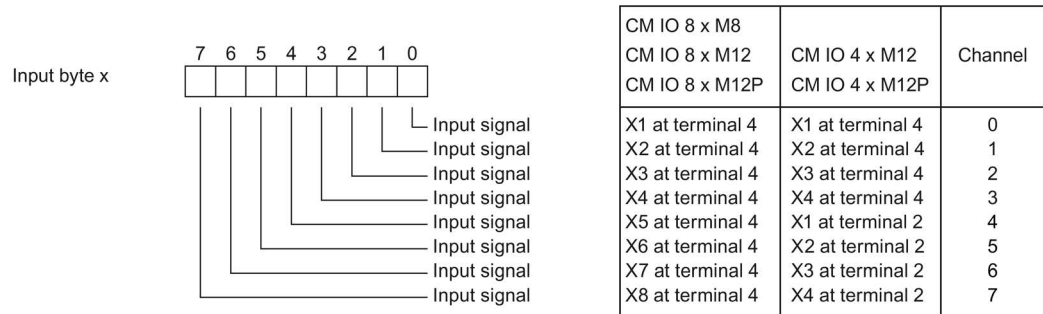 Input byte x
7 6 5 4 3 2 1 0
Input signal
Input signal
Input signal
Input signal
Input signal
Input signal
Input signal
Input signal
CM IO 8 x M8
CM IO 8 x M12 CM IO 4 x M12 Channel
CM IO 8 x M12P CM IO 4 x M12P
X1 at terminal 4 X1 at terminal 4 0
X2 at terminal 4 X2 at terminal 4 1
X3 at terminal 4 X3 at terminal 4 2
X4 at terminal 4 X4 at terminal 4 3
X5 at terminal 4 X1 at terminal 2 4
X6 at terminal 4 X2 at terminal 2 5
X7 at terminal 4 X3 at terminal 2 6
X8 at terminal 4 X4 at terminal 2 7